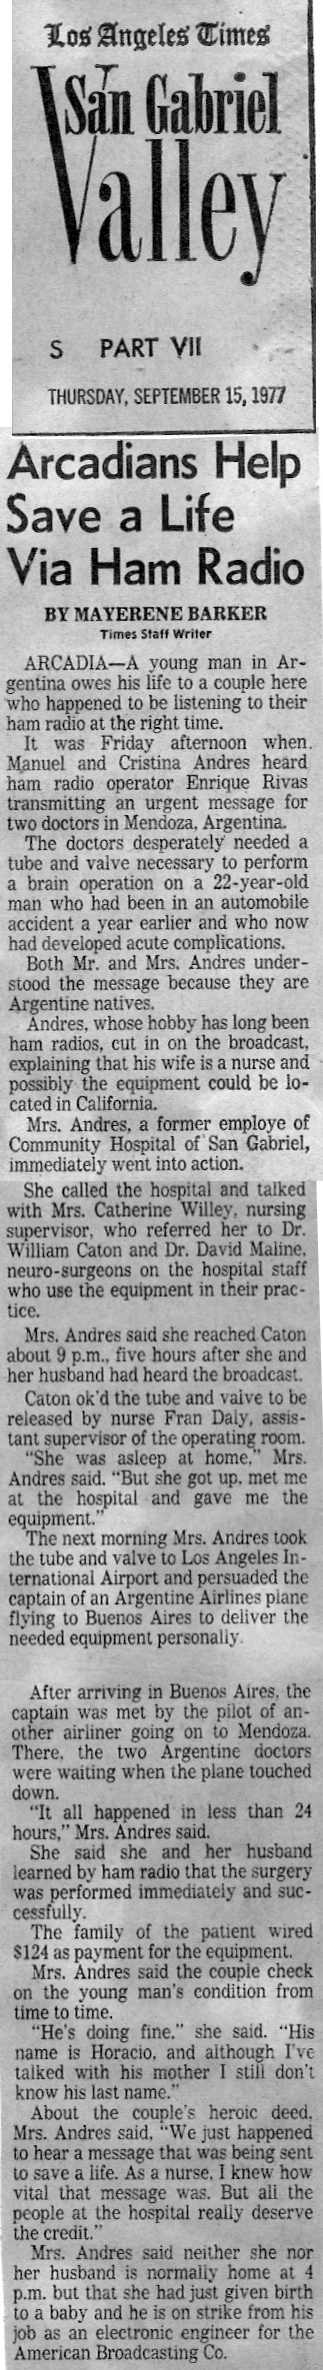 Los Angeles Times
San Gabriel
Valley
S PART VII
THURSDAY, SEPTEMBER 15, 1977
Arcadians Help
Save a Life
Via Ham Radio
BY MAYERENE BARKER
Times Staff Writer
ARCADIA—A young man in Ar-
gentina owes his life to a couple here
who happened to be listening to their
ham radio at the right time.
It was Friday afternoon when
Manuel and Cristina Andres heard
ham radio operator Enrique Rivas
transmitting an urgent message for
two doctors in Mendoza, Argentina.
The doctors desperately needed a
tube and valve necessary to perform
a brain operation on a 22-year-old
man who had been in an automobile
accident a year earlier and who now
had developed acute complications.
Both Mr. and Mrs. Andres under-
stood the message because they are
Argentine natives.
Andres, whose hobby has long been
ham radios, cut in on the broadcast,
explaining that his wife is a nurse and
possibly the equipment could be lo-
cated in California.
Mrs. Andres, a former employe of
Community Hospital of San Gabriel,
immediately went into action.
She called the hospital and talked
with Mrs. Catherine Willey, nursing
supervisor, who referred her to Dr.
William Caton and Dr. David Maline,
neuro-surgeons on the hospital staff
who use the equipment in their prac-
tice.
Mrs. Andres said she reached Caton
about 9 p.m., five hours after she and
her husband had heard the broadcast.
Caton ok'd the tube and valve to be
released by nurse Fran Daly, assis-
tant supervisor of the operating room.
"She was asleep at home," Mrs.
Andres said. "But she got up, met me
at the hospital and gave me the
equipment."
The next morning Mrs. Andres took
the tube and valve to Los Angeles In-
ternational Airport and persuaded the
captain of an Argentine Airlines plane
flying to Buenos Aires to deliver the
needed equipment personally.
After arriving in Buenos Aires, the
captain was met by the pilot of an-
other airliner going on to Mendoza.
There, the two Argentine doctors
were waiting when the plane touched
down.
"It all happened in less than 24
hours," Mrs. Andres said.
She said she and her husband
learned by ham radio that the surgery
was performed immediately and suc-
cessfully.
The family of the patient wired
$124 as payment for the equipment.
Mrs. Andres said the couple check
on the young man's condition from
time to time.
"He's doing fine," she said. "His
name is Horacio, and although I've
talked with his mother I still don't
know his last name."
About the couple's heroic deed,
Mrs. Andres said, "We just happened
to hear a message that was being sent
to save a life. As a nurse, I knew how
vital that message was. But all the
people at the hospital really deserve
the credit."
Mrs. Andres said neither she nor
her husband is normally home at 4
p.m. but that she had just given birth
to a baby and he is on strike from his
job as an electronic engineer for the
American Broadcasting Co.